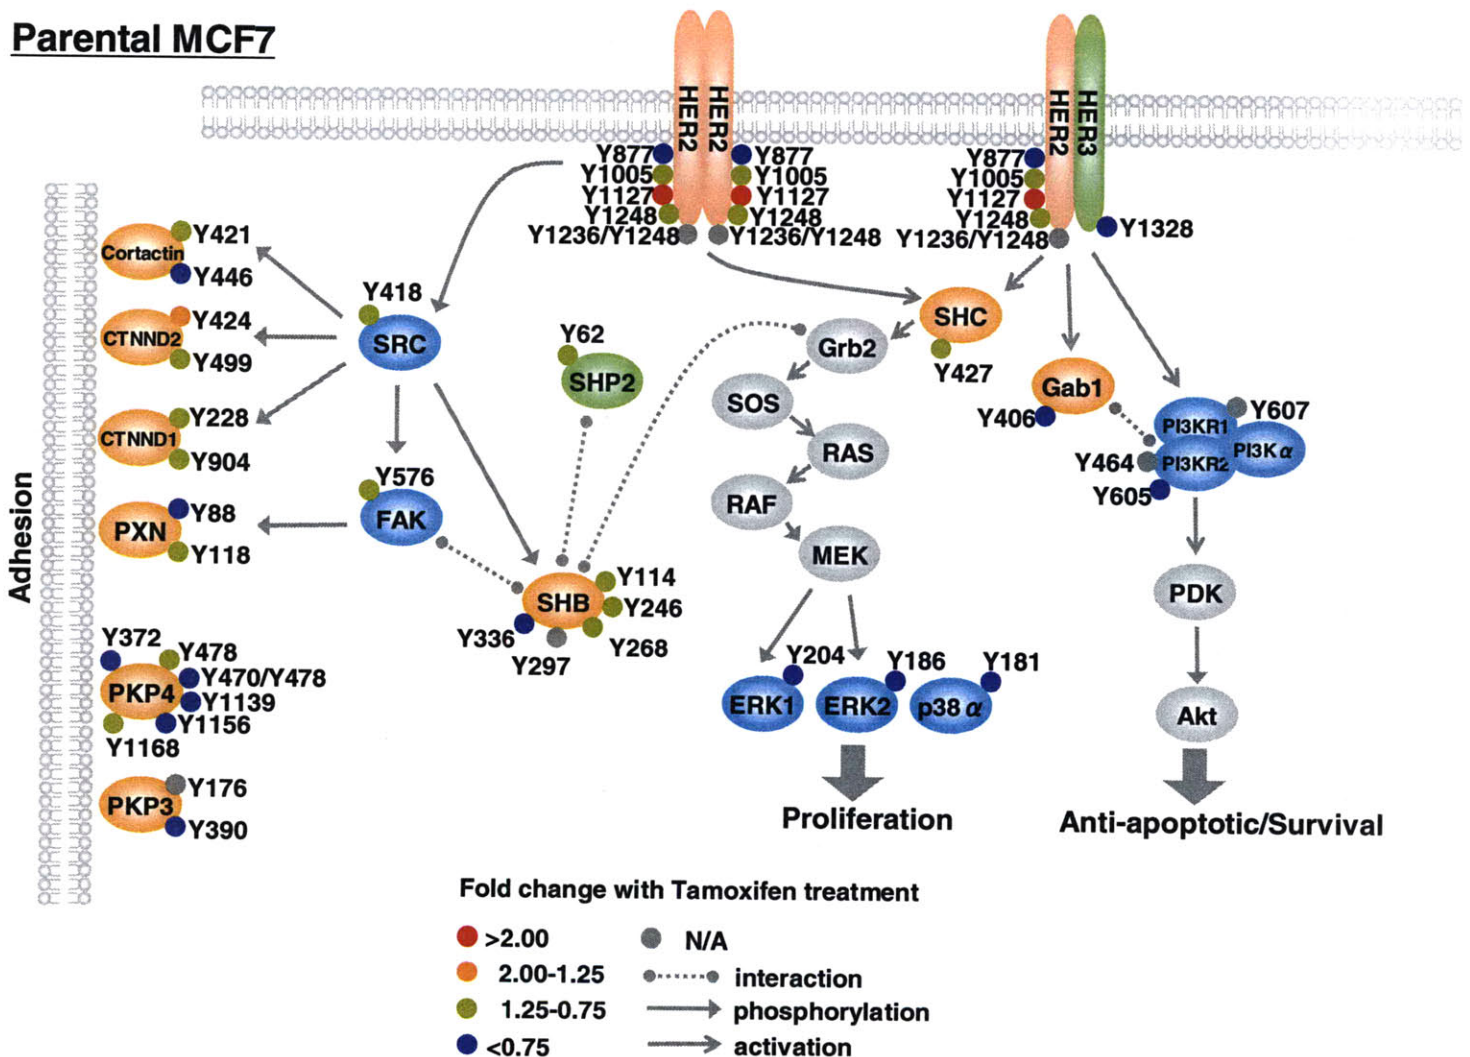 Parental MCF7
HER2
HER2
HER2
HER3
Y877
Y1005
Y1127
Y1248
Y1236/Y1248
Y877
Y1005
Y1127
Y1248
Y1236/Y1248
Y877
Y1005
Y1127
Y1248
Y1236/Y1248
Y1328
Adhesion
Cortactin
Y421
Y446
CTNND2
Y424
Y499
CTNND1
Y228
Y904
PXN
Y88
Y118
Y372
Y478
PKP4
Y470/Y478
Y1139
Y1156
Y1168
PKP3
Y176
Y390
Y418
SRC
Y576
FAK
Y62
SHP2
SHB
Y114
Y246
Y268
Y336
Y297
SHC
Y427
Grb2
SOS
RAS
RAF
MEK
Y204
ERK1
Y186
ERK2
Y181
p38 α
Proliferation
Gab1
Y406
PI3KR1
Y607
PI3KR2
PI3K α
Y464
Y605
PDK
Akt
Anti-apoptotic/Survival
Fold change with Tamoxifen treatment
>2.00
2.00-1.25
1.25-0.75
<0.75
N/A
interaction
phosphorylation
activation